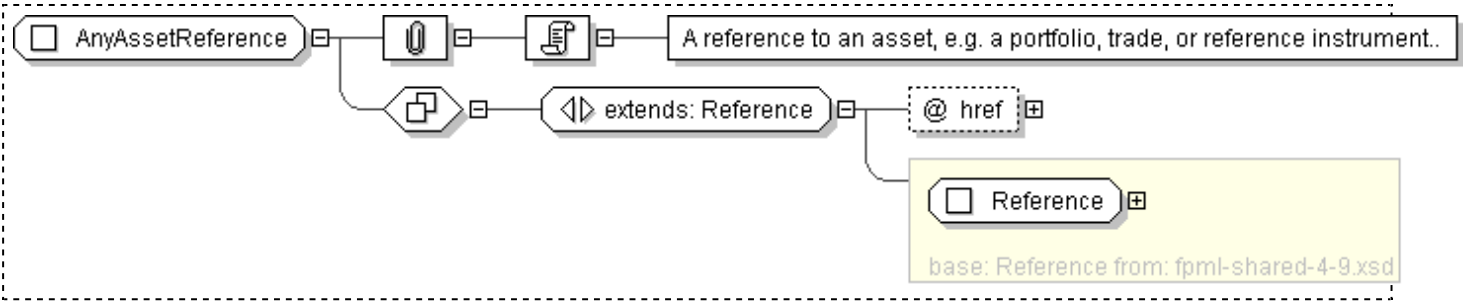 AnyAssetReference
A reference to an asset, e.g. a portfolio, trade, or reference instrument..
extends: Reference
@ href
Reference
base: Reference from: fpml-shared-4-9.xsd